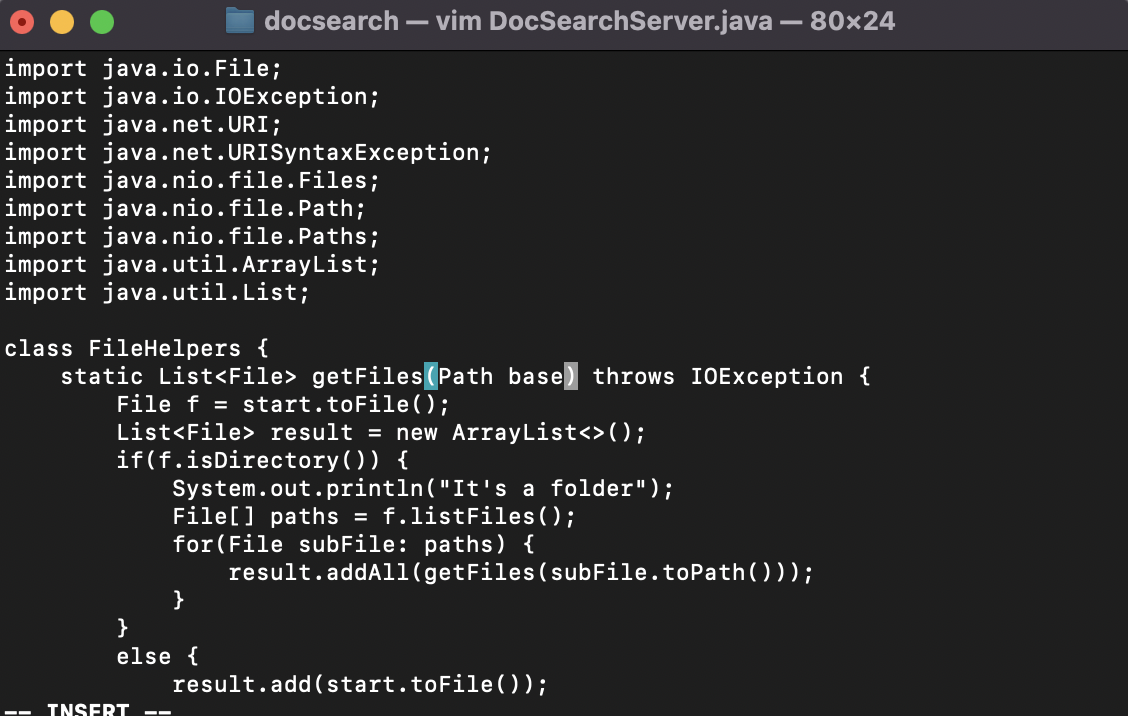 docsearch — vim DocSearchServer.java — 80×24
import java.io.File;
import java.io.IOException;
import java.net.URI;
import java.net.URISyntaxException;
import java.nio.file.Files;
import java.nio.file.Path;
import java.nio.file.Paths;
import java.util.ArrayList;
import java.util.List;

class FileHelpers {
    static List<File> getFiles(Path base) throws IOException {
        File f = start.toFile();
        List<File> result = new ArrayList<>();
        if(f.isDirectory()) {
            System.out.println("It's a folder");
            File[] paths = f.listFiles();
            for(File subFile: paths) {
                result.addAll(getFiles(subFile.toPath()));
            }
        }
        else {
            result.add(start.toFile());
-- INSERT --